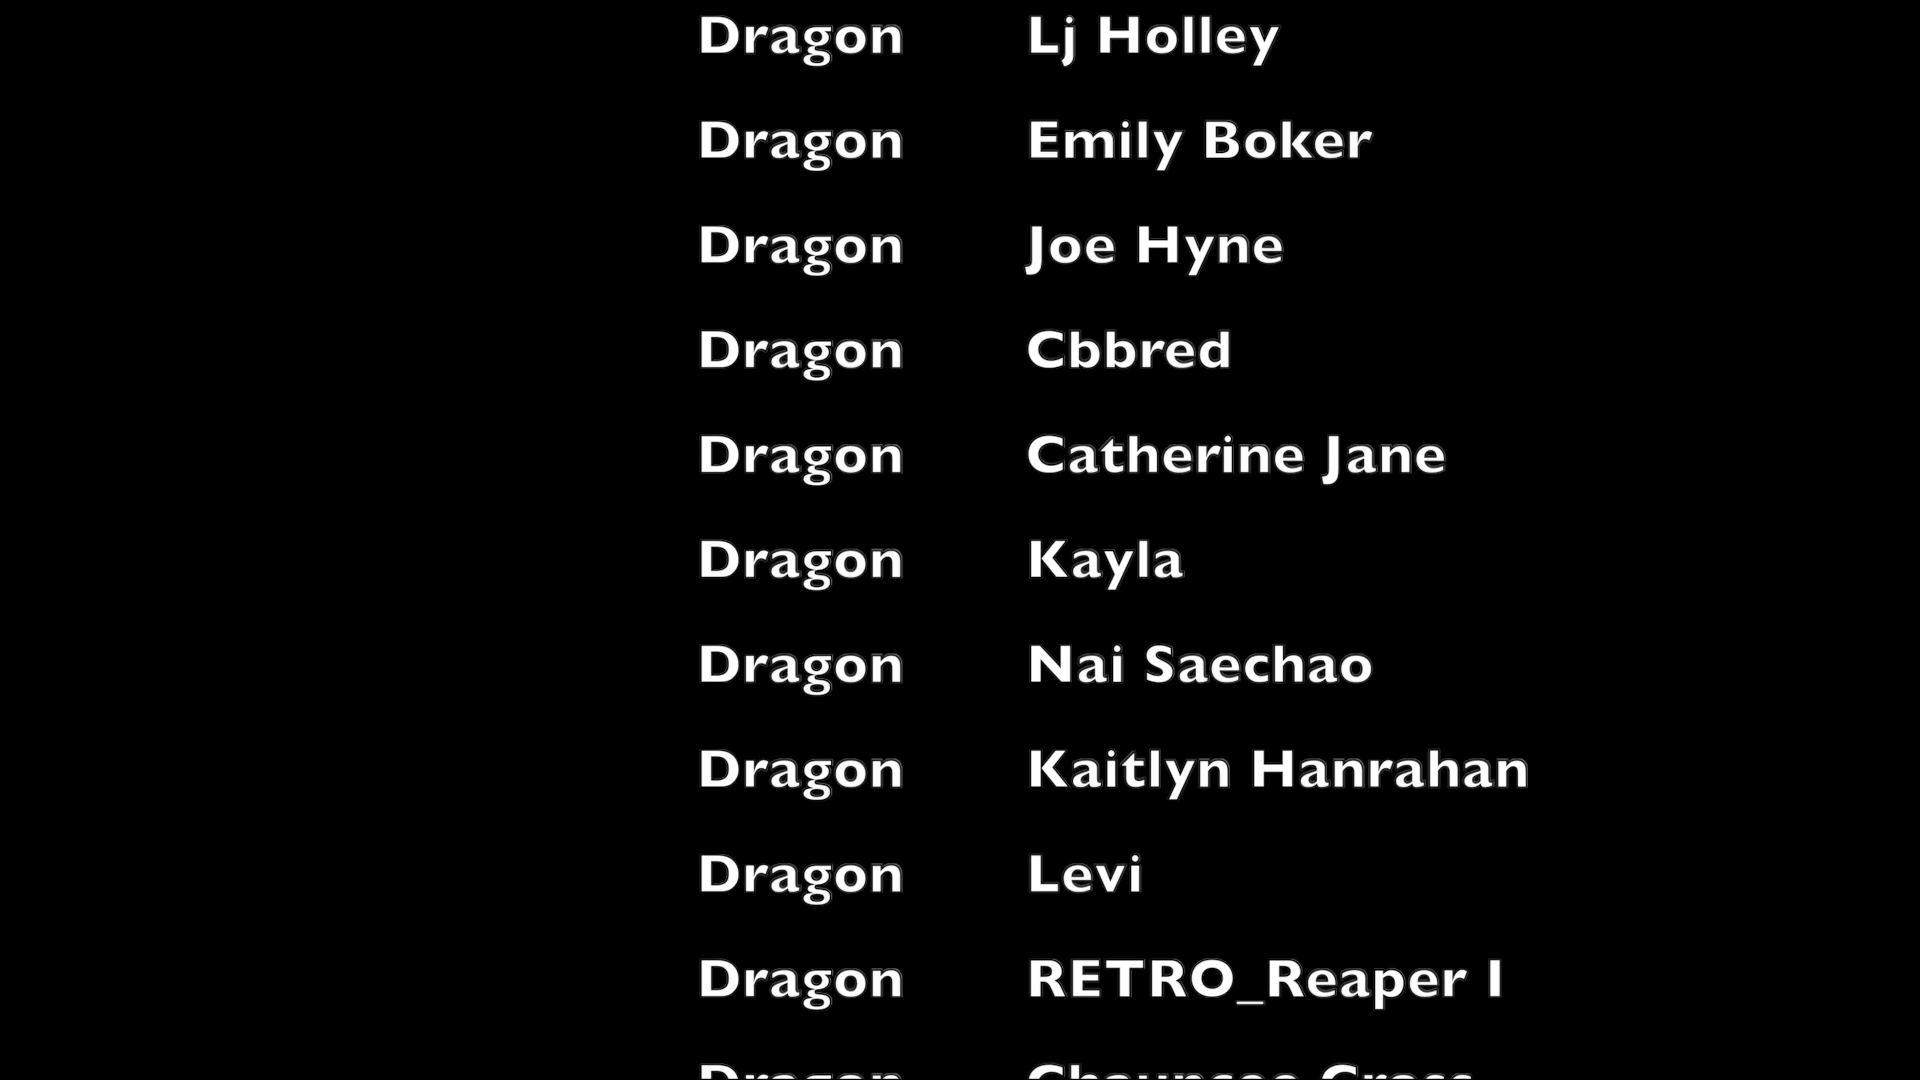 Dragon Lj Holley
Dragon Emily Boker
Dragon Joe Hyne
Dragon Cbbred
Dragon Catherine Jane
Dragon Kayla
Dragon Nai Saechao
Dragon Kaitlyn Hanrahan
Dragon Levi
Dragon RETRO_Reaper I
Dragon